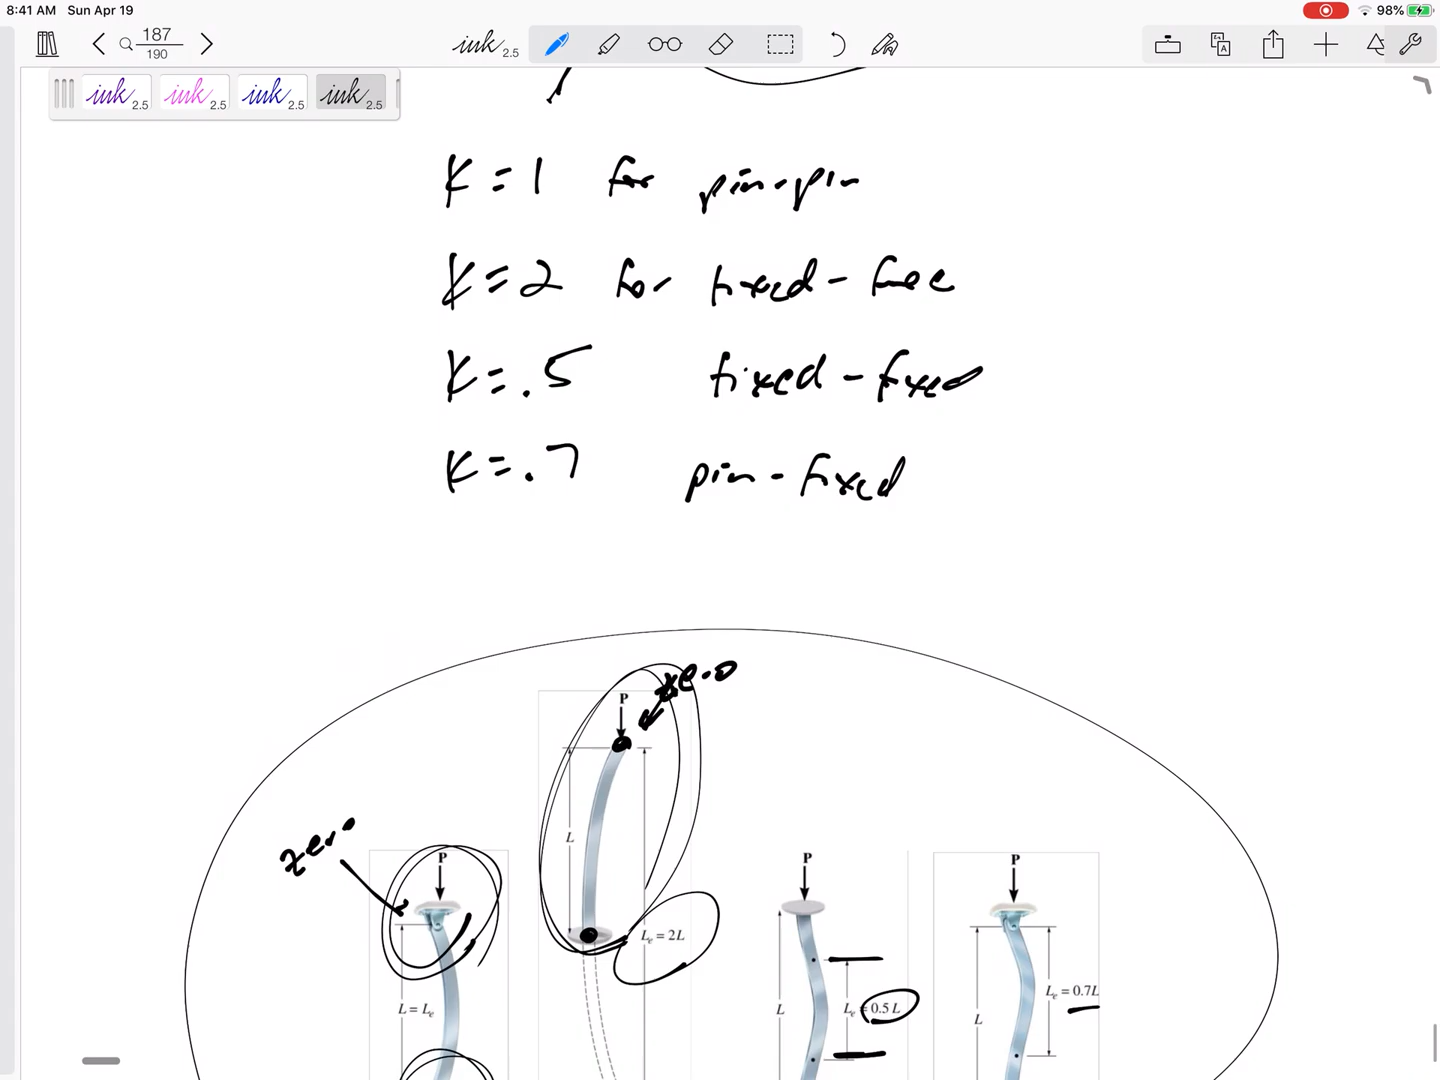 8:41 AM Sun Apr 19
98%
187
190
ink 2.5
ink 2.5 ink 2.5 ink 2.5 ink 2.5
K = 1 for pin-pin
K = 2 for fixed - free
K = .5 fixed - fixed
K = .7 pin - fixed
zero
P
L
zero
P
P
P
Le = 2L
L = Le
L
Le = 0.5L
L
Le = 0.7L